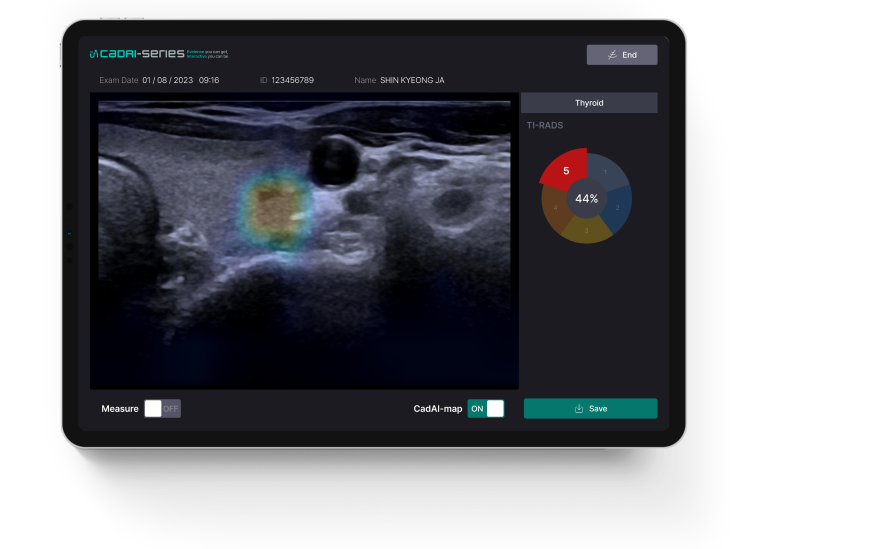 CadAI-series Evidence you can get,
Interactive you can be
End
Exam Date 01 / 08 / 2023 09:16 ID 123456789 Name SHIN KYEONG JA
Thyroid
TI-RADS
5
1
44%
4
2
3
Measure OFF
CadAI-map ON
Save